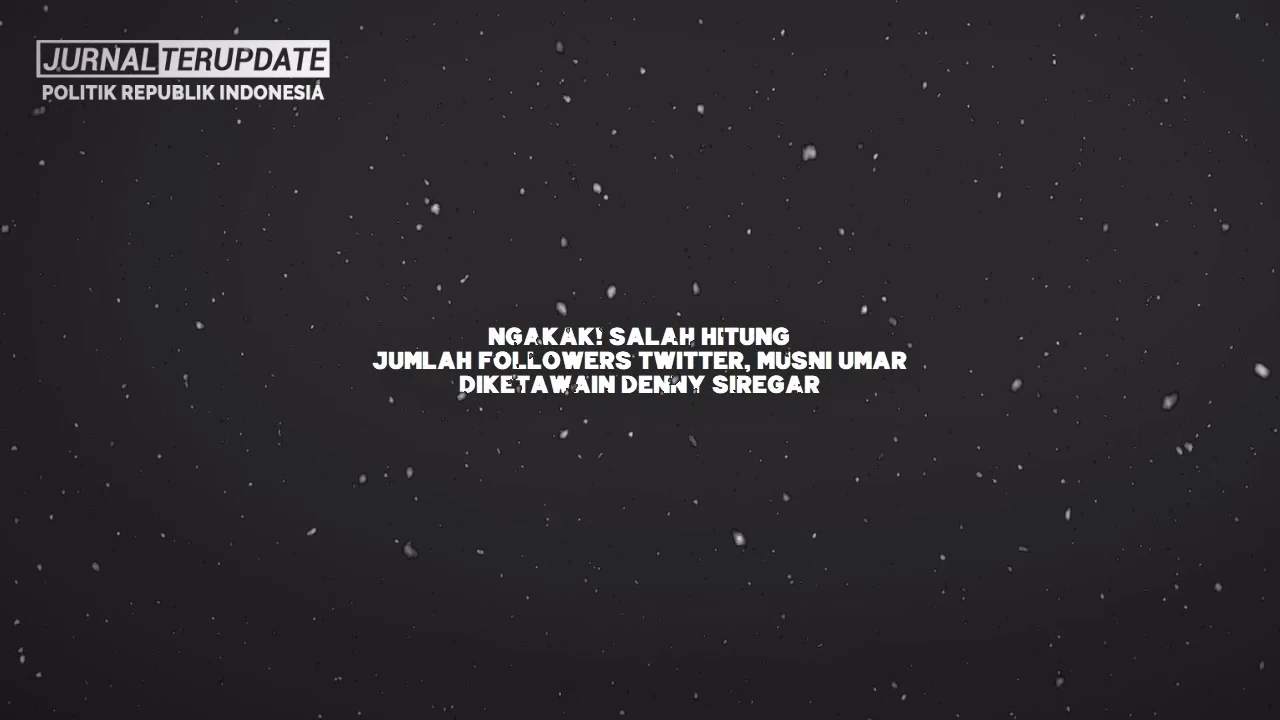 JURNALTERUPDATE
POLITIK REPUBLIK INDONESIA
NGAKAK! SALAH HITUNG
JUMLAH FOLLOWERS TWITTER, MUSNI UMAR
DIKETAWAIN DENNY SIREGAR